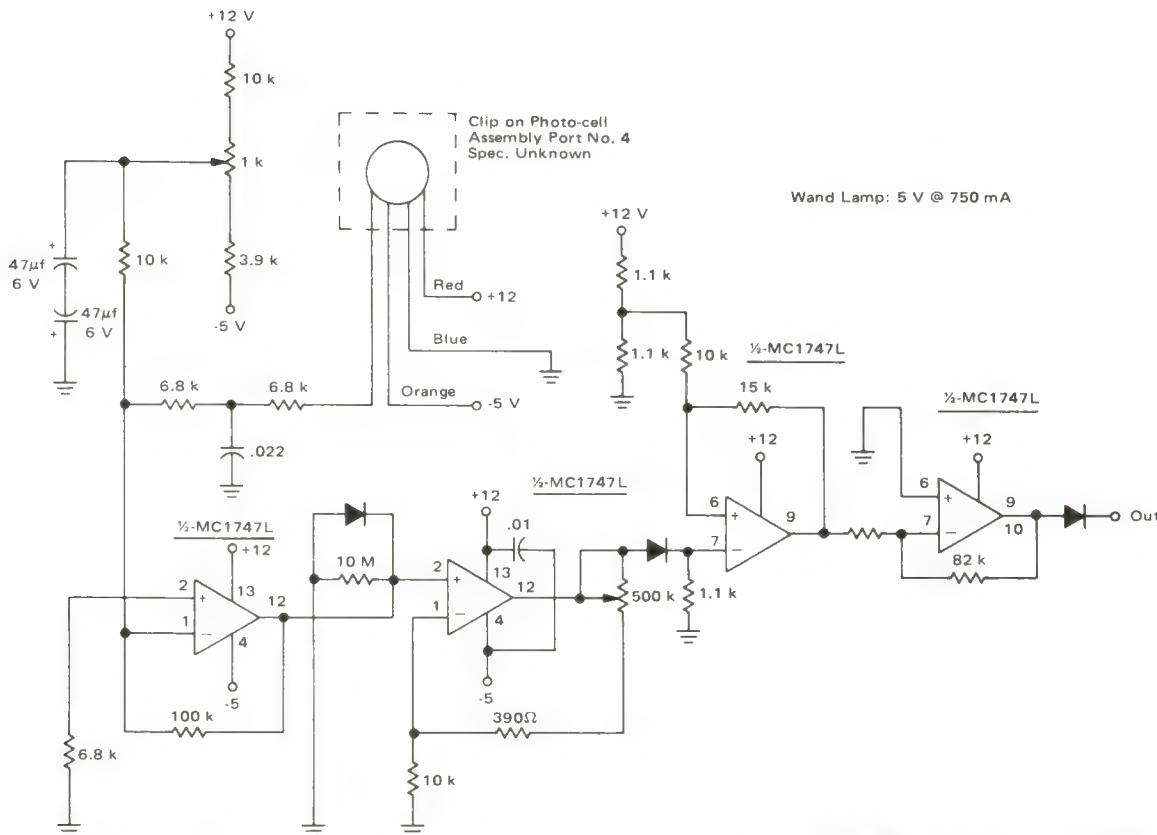 +12 V
10 k
1 k
3.9 k
-5 V
10 k
47µf
6 V
47µf
6 V
+
+
Clip on Photo-cell
Assembly Port No. 4
Spec. Unknown
Red
+12
Blue
Orange
-5 V
Wand Lamp: 5 V @ 750 mA
6.8 k
6.8 k
.022
+12 V
1.1 k
1.1 k
10 k
½-MC1747L
15 k
+12
6
+
7
−
9
½-MC1747L
+12
6
+
7
−
9
10
Out
82 k
½-MC1747L
+12
2
+
13
12
1
−
4
-5
100 k
6.8 k
10 M
½-MC1747L
+12
.01
2
+
13
12
1
−
4
-5
500 k
1.1 k
390Ω
10 k